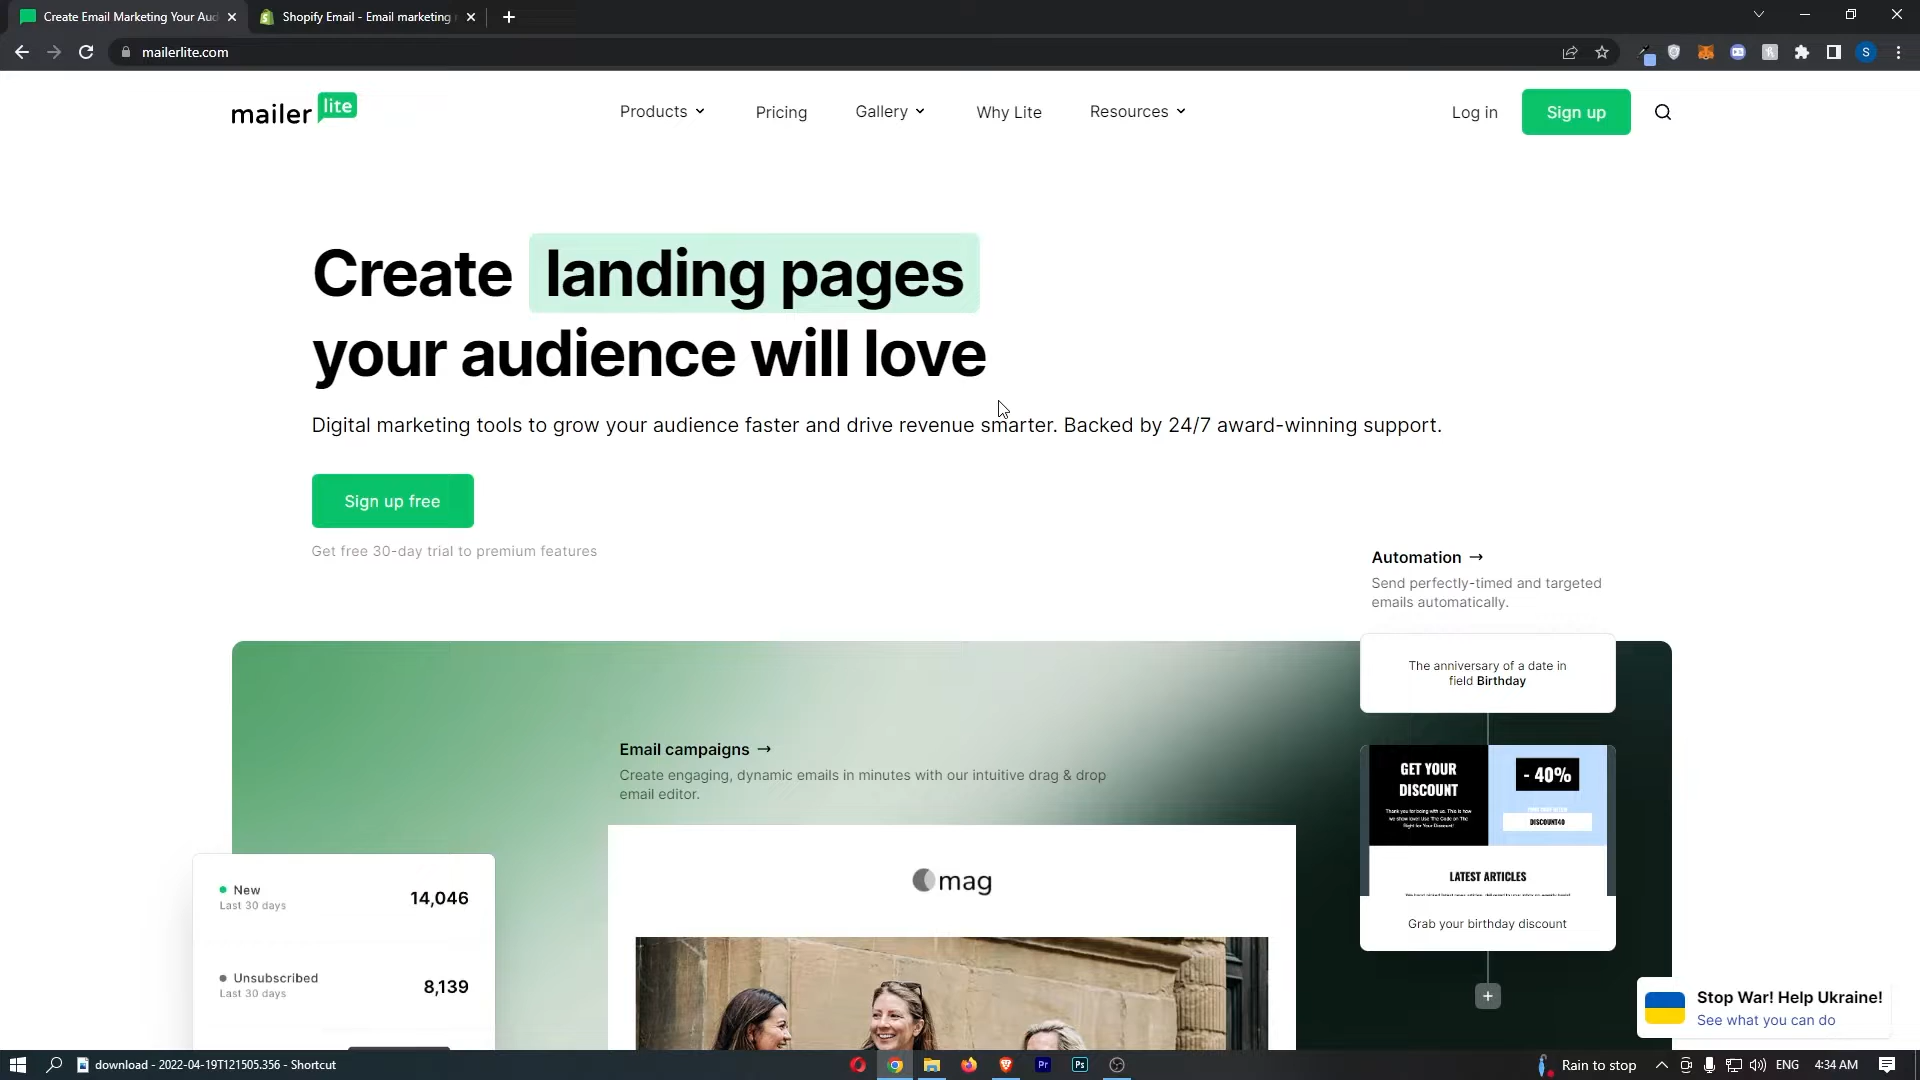 Create Email Marketing Your Aud
Shopify Email - Email marketing
mailerlite.com
S
mailer lite
Products
Pricing
Gallery
Why Lite
Resources
Log in
Sign up
Create landing pages
your audience will love
Digital marketing tools to grow your audience faster and drive revenue smarter. Backed by 24/7 award-winning support.
Sign up free
Get free 30-day trial to premium features
Automation →
Send perfectly-timed and targeted
emails automatically.
The anniversary of a date in
field Birthday
Email campaigns →
Create engaging, dynamic emails in minutes with our intuitive drag & drop
email editor.
GET YOUR
DISCOUNT
- 40%
DISCOUNT40
LATEST ARTICLES
Grab your birthday discount
mag
New
Last 30 days
14,046
Unsubscribed
Last 30 days
8,139
Stop War! Help Ukraine!
See what you can do
download - 2022-04-19T121505.356 - Shortcut
Pr
Ps
Rain to stop
ENG
4:34 AM